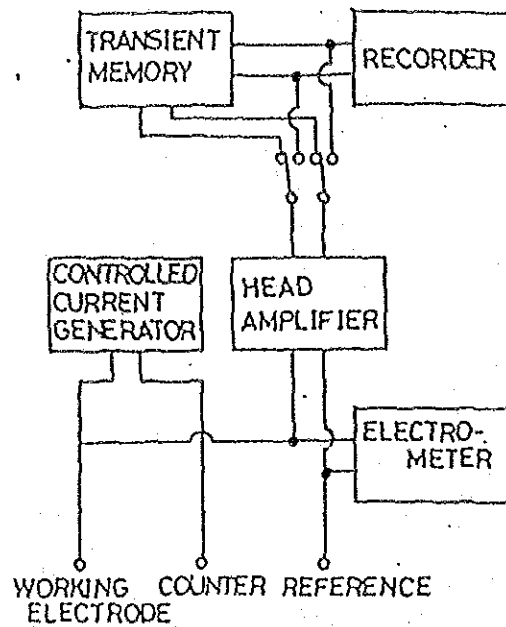 TRANSIENT
MEMORY
RECORDER
CONTROLLED
CURRENT
GENERATOR
HEAD
AMPLIFIER
ELECTRO-
METER
WORKING
ELECTRODE
COUNTER
REFERENCE